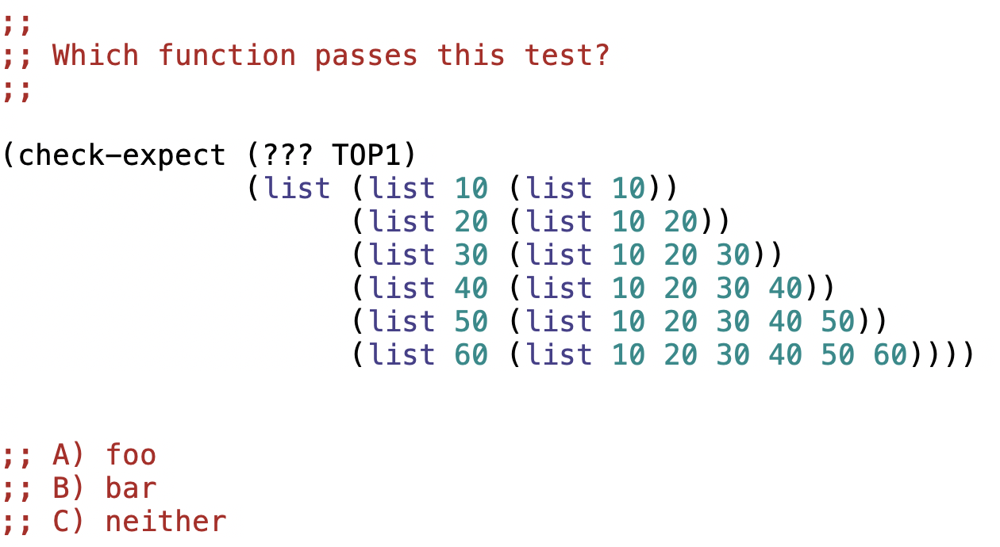 ;;
;; Which function passes this test?
;;
(check-expect (??? TOP1)
(list (list 10 (list 10))
(list 20 (list 10 20))
(list 30 (list 10 20 30))
(list 40 (list 10 20 30 40))
(list 50 (list 10 20 30 40 50))
(list 60 (list 10 20 30 40 50 60))))
;; A) foo
;; B) bar
;; C) neither